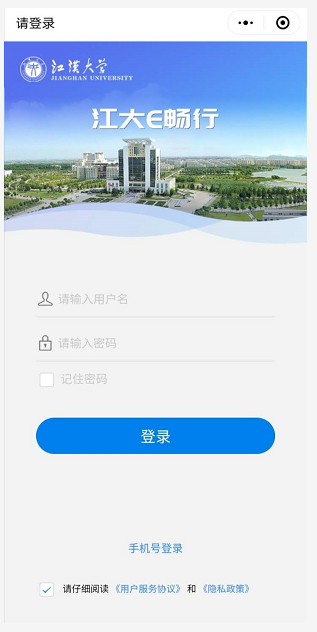 请登录
江汉大学
JIANGHAN UNIVERSITY
江大E畅行
请输入用户名
请输入密码
记住密码
登录
手机号登录
请仔细阅读《用户服务协议》和《隐私政策》